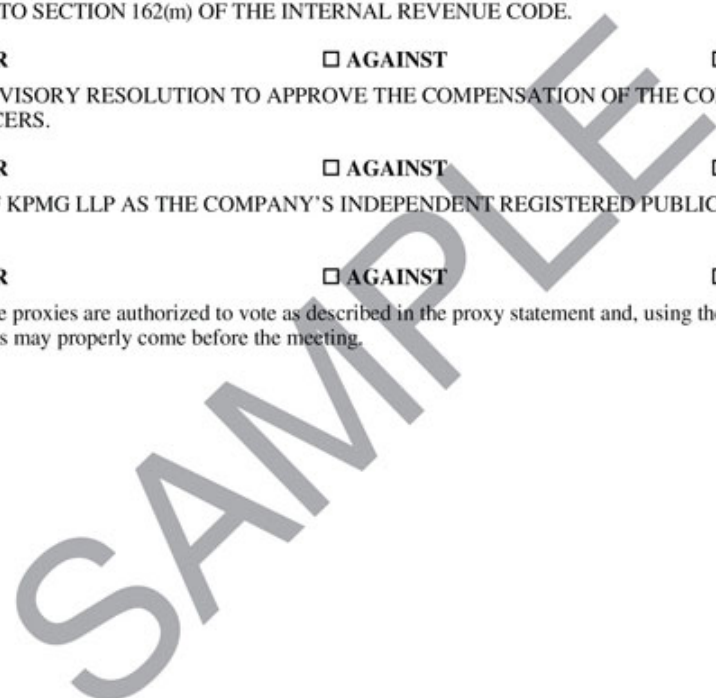 TO SECTION 162(m) OF THE INTERNAL REVENUE CODE.
R ☐ AGAINST ☐
VISORY RESOLUTION TO APPROVE THE COMPENSATION OF THE CO
CERS.
R ☐ AGAINST ☐
F KPMG LLP AS THE COMPANY’S INDEPENDENT REGISTERED PUBLIC
R ☐ AGAINST ☐
e proxies are authorized to vote as described in the proxy statement and, using the
s may properly come before the meeting.
SAMPLE